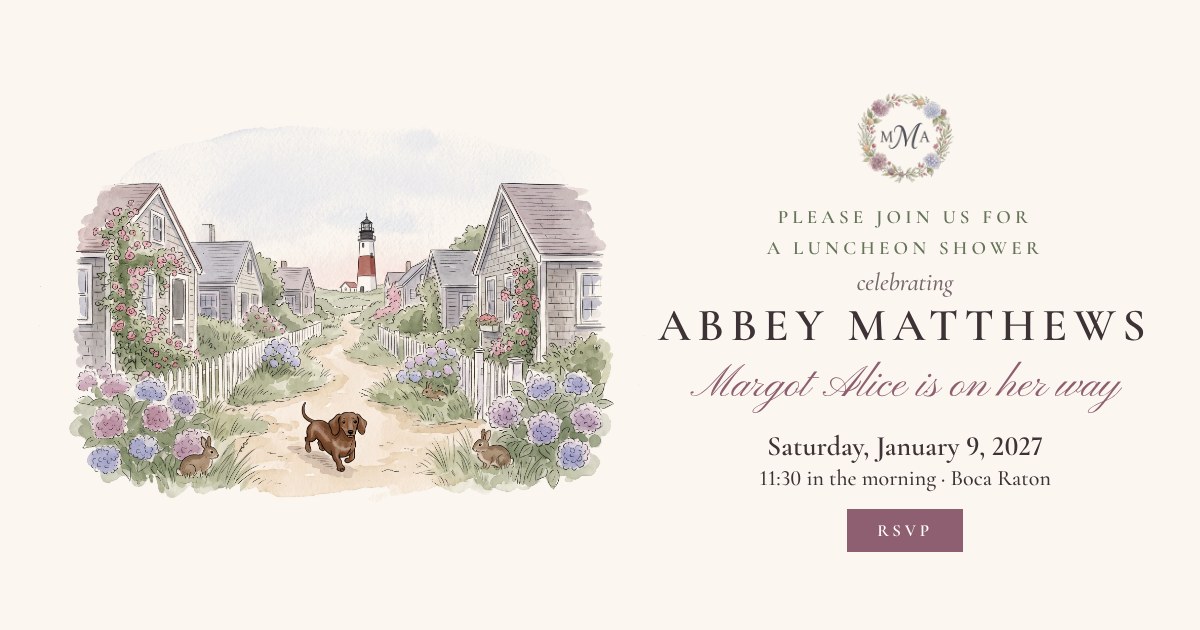 MMA
PLEASE JOIN US FOR
A LUNCHEON SHOWER
celebrating
ABBEY MATTHEWS
Margot Alice is on her way
Saturday, January 9, 2027
11:30 in the morning · Boca Raton
RSVP